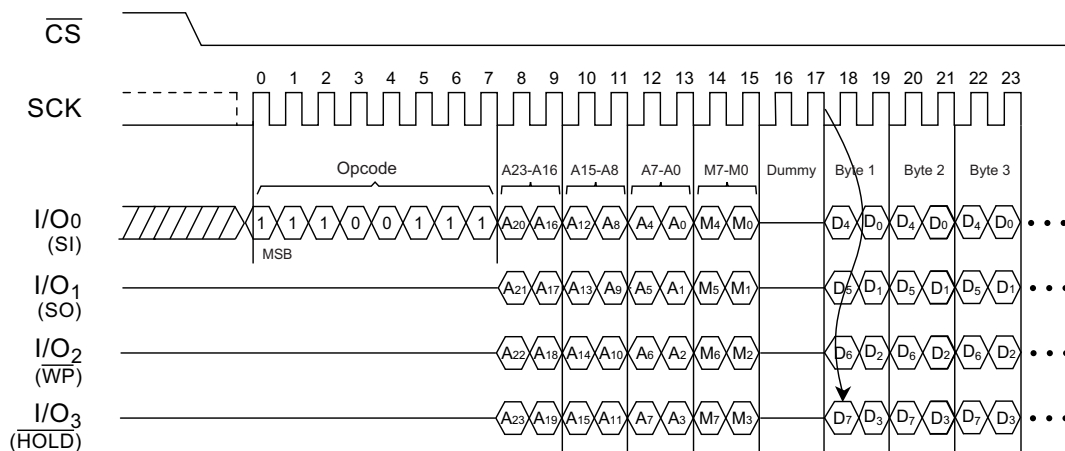 CS
0 1 2 3 4 5 6 7 8 9 10 11 12 13 14 15 16 17 18 19 20 21 22 23
SCK
Opcode A23-A16 A15-A8 A7-A0 M7-M0 Dummy Byte 1 Byte 2 Byte 3
I/O0 1 1 1 0 0 1 1 1 A20 A16 A12 A8 A4 A0 M4 M0 D4 D0 D4 D0 D4 D0 • • •
(SI)
MSB
I/O1 A21 A17 A13 A9 A5 A1 M5 M1 D5 D1 D5 D1 D5 D1 • • •
(SO)
I/O2 A22 A18 A14 A10 A6 A2 M6 M2 D6 D2 D6 D2 D6 D2 • • •
(WP)
I/O3 A23 A19 A15 A11 A7 A3 M7 M3 D7 D3 D7 D3 D7 D3 • • •
(HOLD)